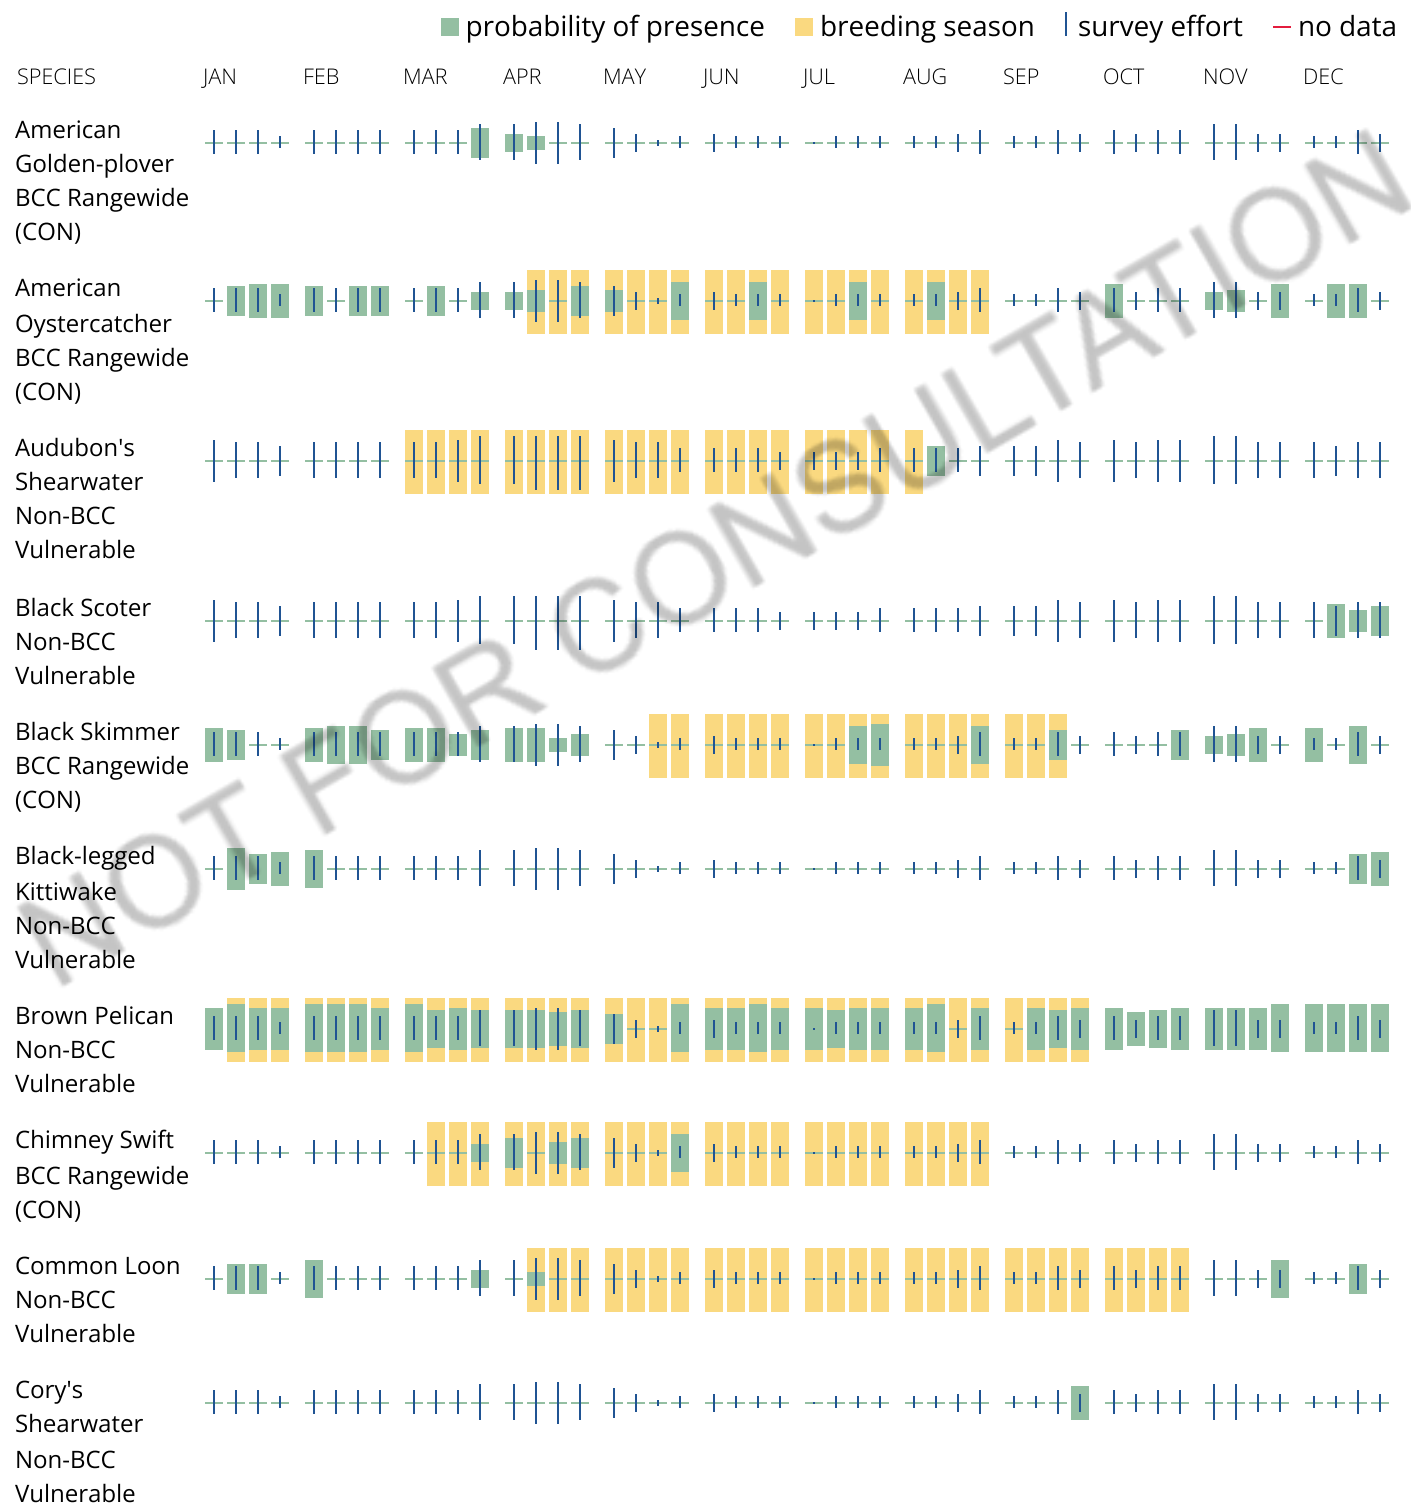 probability of presence breeding season survey effort no data
SPECIES JAN FEB MAR APR MAY JUN JUL AUG SEP OCT NOV DEC
American
Golden-plover
BCC Rangewide
(CON)
American
Oystercatcher
BCC Rangewide
(CON)
Audubon's
Shearwater
Non-BCC
Vulnerable
Black Scoter
Non-BCC
Vulnerable
Black Skimmer
BCC Rangewide
(CON)
Black-legged
Kittiwake
Non-BCC
Vulnerable
Brown Pelican
Non-BCC
Vulnerable
Chimney Swift
BCC Rangewide
(CON)
Common Loon
Non-BCC
Vulnerable
Cory's
Shearwater
Non-BCC
Vulnerable
NOT FOR CONSULTATION